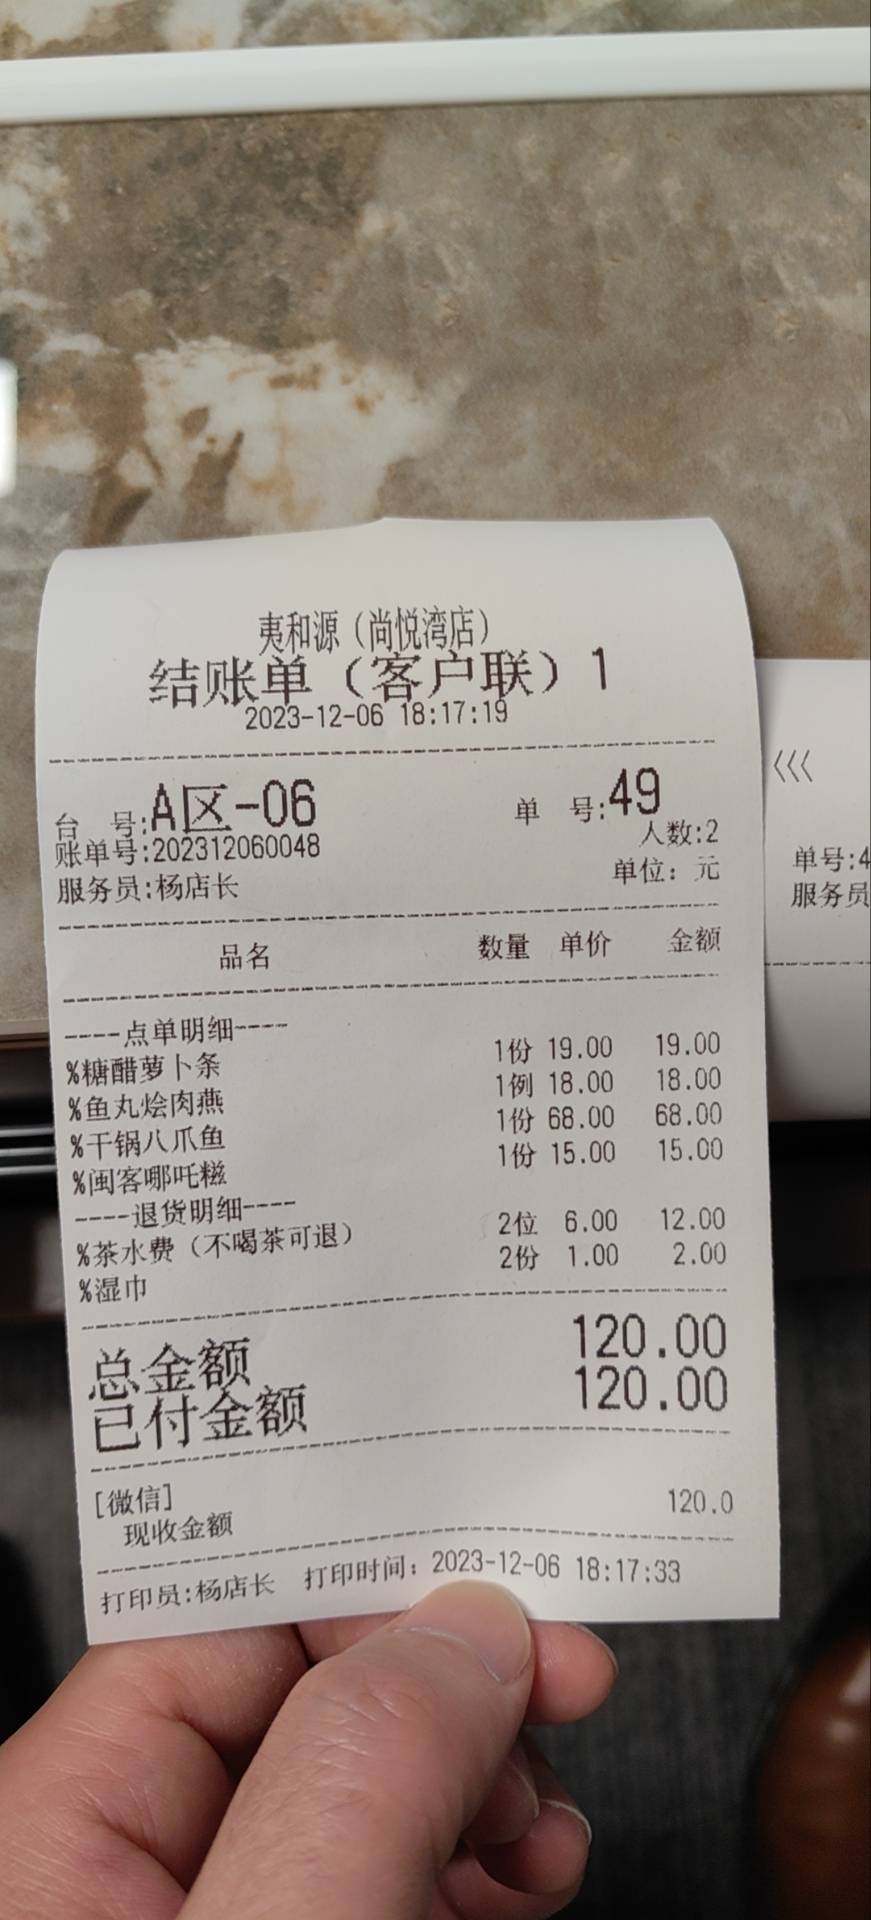 夷和源（尚悦湾店）
结账单（客户联）1
2023-12-06 18:17:19
台 号:A区-06 单 号:49
账单号:202312060048 人数:2
服务员:杨店长 单位：元
品名 数量 单价 金额
----点单明细----
%糖醋萝卜条 1份 19.00 19.00
%鱼丸烩肉燕 1例 18.00 18.00
%干锅八爪鱼 1份 68.00 68.00
%闽客哪吒糍 1份 15.00 15.00
----退货明细----
%茶水费（不喝茶可退） 2位 6.00 12.00
%湿巾 2份 1.00 2.00
总金额 120.00
已付金额 120.00
[微信] 120.0
现收金额
打印员:杨店长 打印时间：2023-12-06 18:17:33
<<<
单号:4
服务员